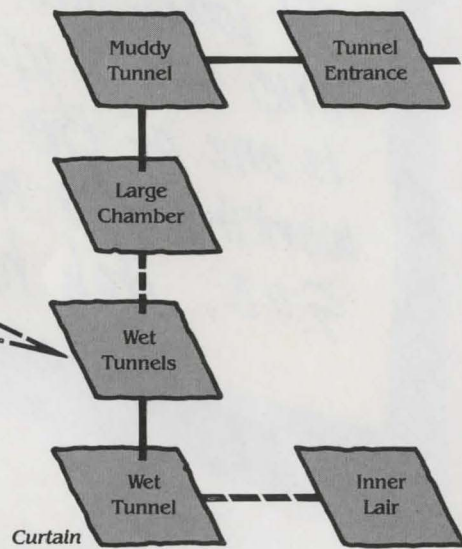 Muddy
Tunnel
Tunnel
Entrance
Large
Chamber
Wet
Tunnels
Wet
Tunnel
Inner
Lair
Curtain